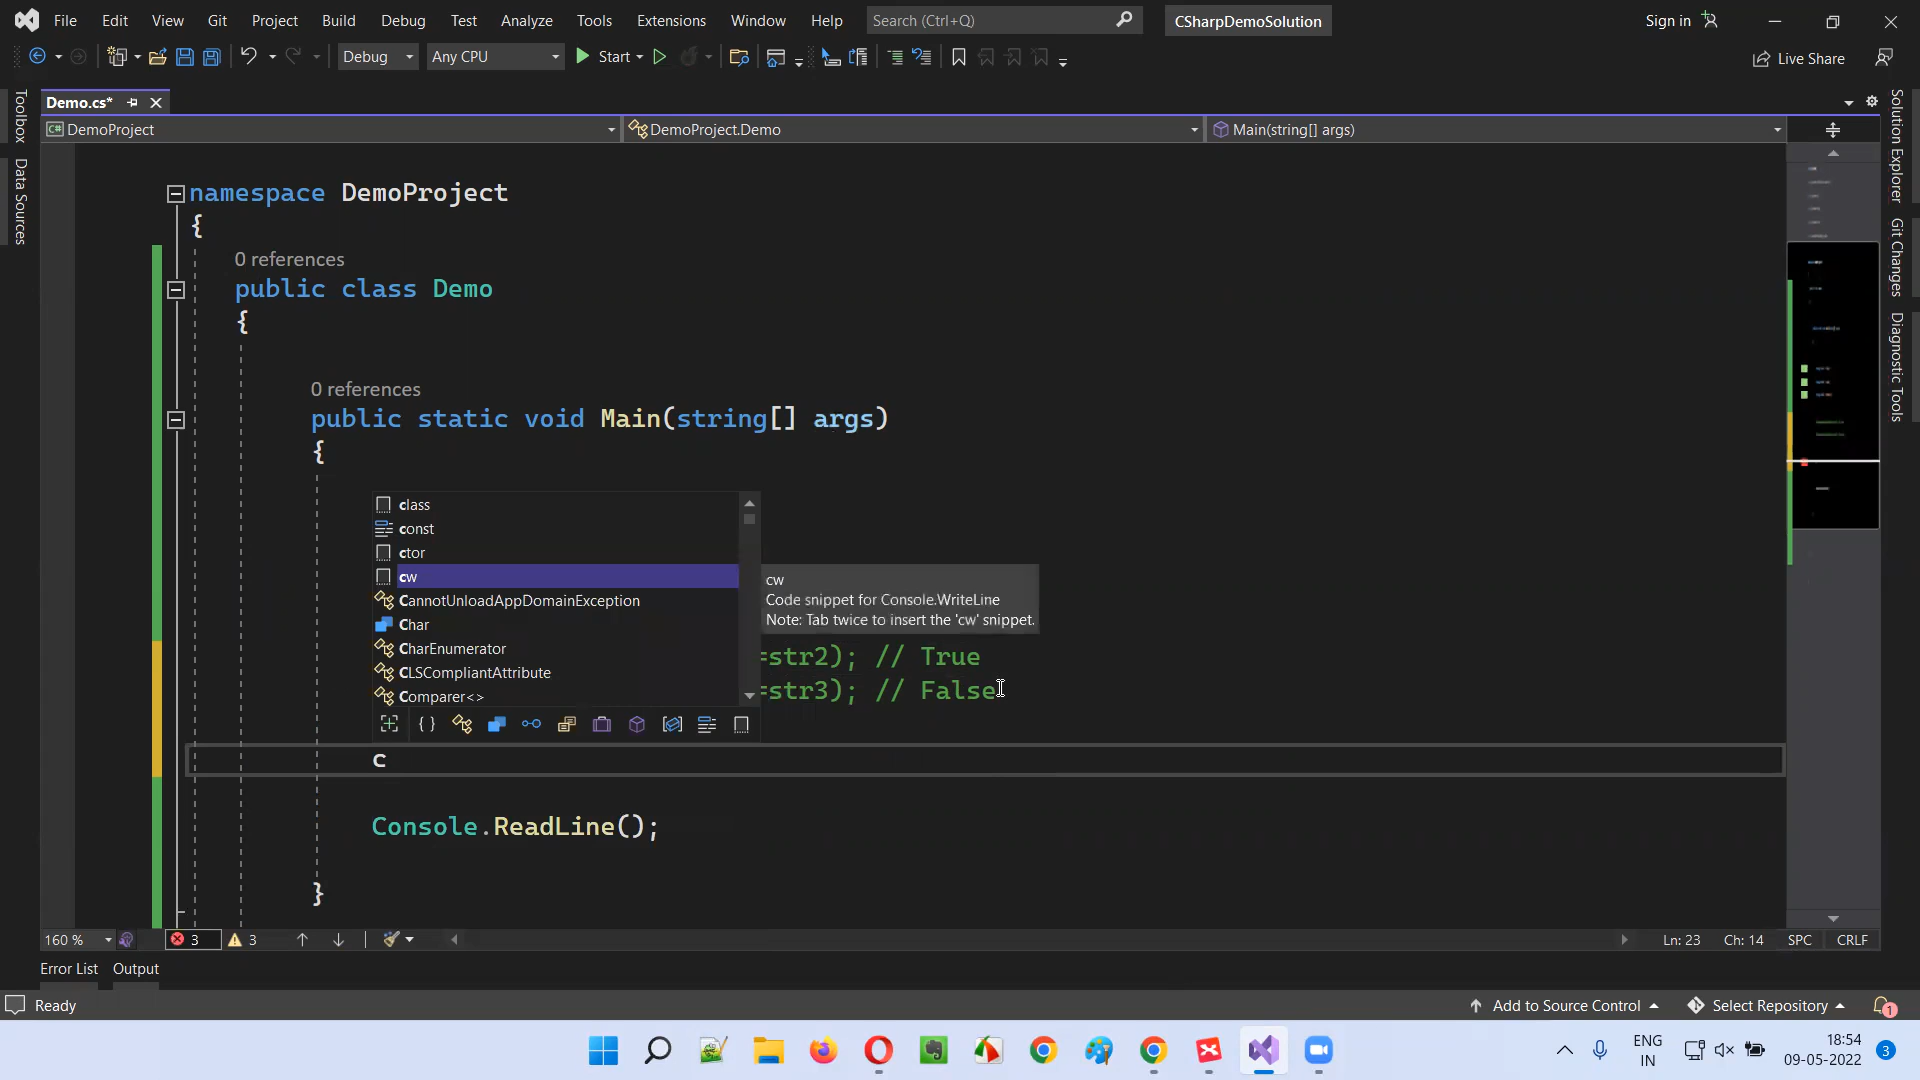 File Edit View Git Project Build Debug Test Analyze Tools Extensions Window Help Search (Ctrl+Q) CSharpDemoSolution Sign in
Debug Any CPU Start Live Share
Toolbox
Data Sources
Demo.cs*
C# DemoProject DemoProject.Demo Main(string[] args)
Solution Explorer
Git Changes
Diagnostic Tools
namespace DemoProject
{
0 references
public class Demo
{
0 references
public static void Main(string[] args)
{
class
const
ctor
cw
CannotUnloadAppDomainException
Char
CharEnumerator
CLSCompliantAttribute
Comparer<>
cw
Code snippet for Console.WriteLine
Note: Tab twice to insert the 'cw' snippet.
=str2); // True
=str3); // False
c
Console.ReadLine();
}
160 % 3 3 Ln: 23 Ch: 14 SPC CRLF
Error List Output
Ready Add to Source Control Select Repository 1
ENG
IN
18:54
09-05-2022
3